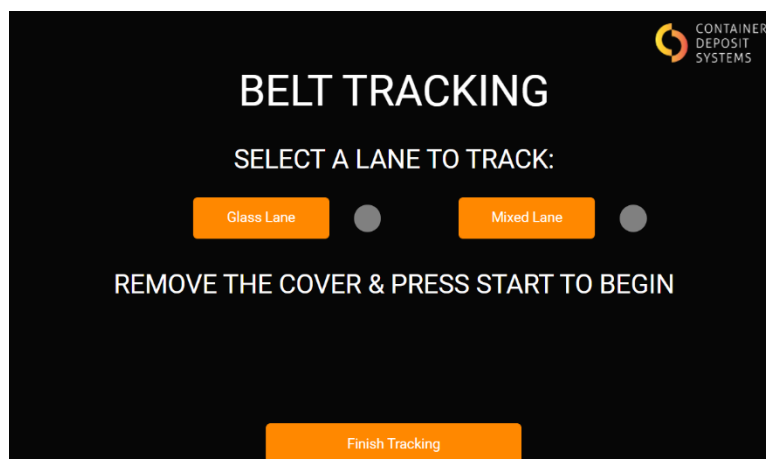 CONTAINER
DEPOSIT
SYSTEMS
BELT TRACKING
SELECT A LANE TO TRACK:
Glass Lane
Mixed Lane
REMOVE THE COVER & PRESS START TO BEGIN
Finish Tracking